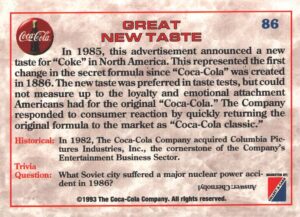 Coca-Cola
GREAT
NEW TASTE
86
In 1985, this advertisement announced a new
taste for "Coke" in North America. This represented the first
change in the secret formula since "Coca-Cola" was created
in 1886. The new taste was preferred in taste tests, but could
not measure up to the loyalty and emotional attachment
Americans had for the original "Coca-Cola." The Company
responded to consumer reaction by quickly returning the
original formula to the market as "Coca-Cola classic."
Historical: In 1982, The Coca-Cola Company acquired Columbia Pic-
tures Industries, Inc., the cornerstone of the Company's
Entertainment Business Sector.
Trivia
Question: What Soviet city suffered a major nuclear power acci-
dent in 1986?
Answer: Chernobyl
©1993 The Coca-Cola Company. All rights reserved.